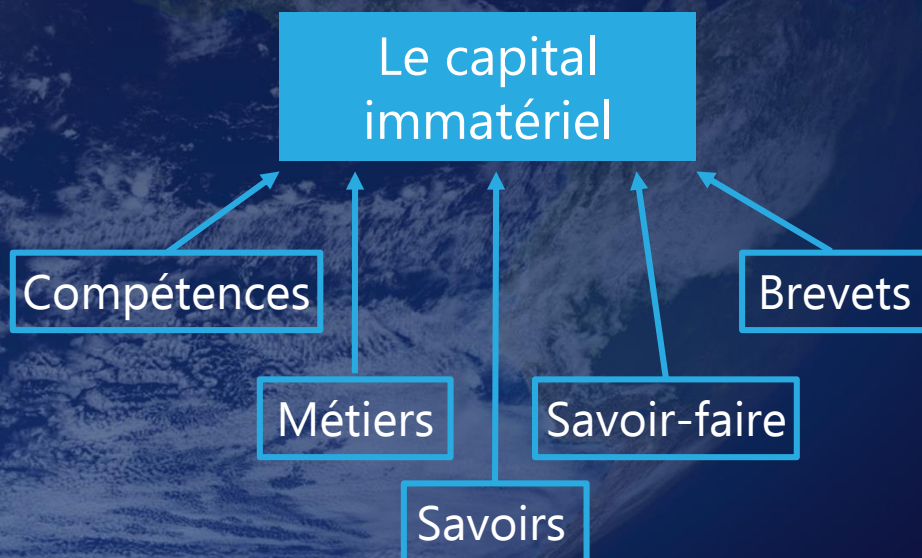 Le capital
immatériel
Compétences
Brevets
Métiers
Savoir-faire
Savoirs